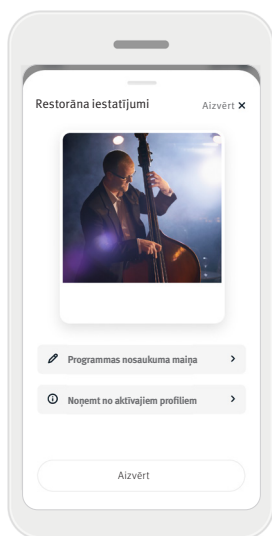 Restorāna iestatījumi
Aizvērt ×
Programmas nosaukuma maiņa
Noņemt no aktīvajiem profiliem
Aizvērt